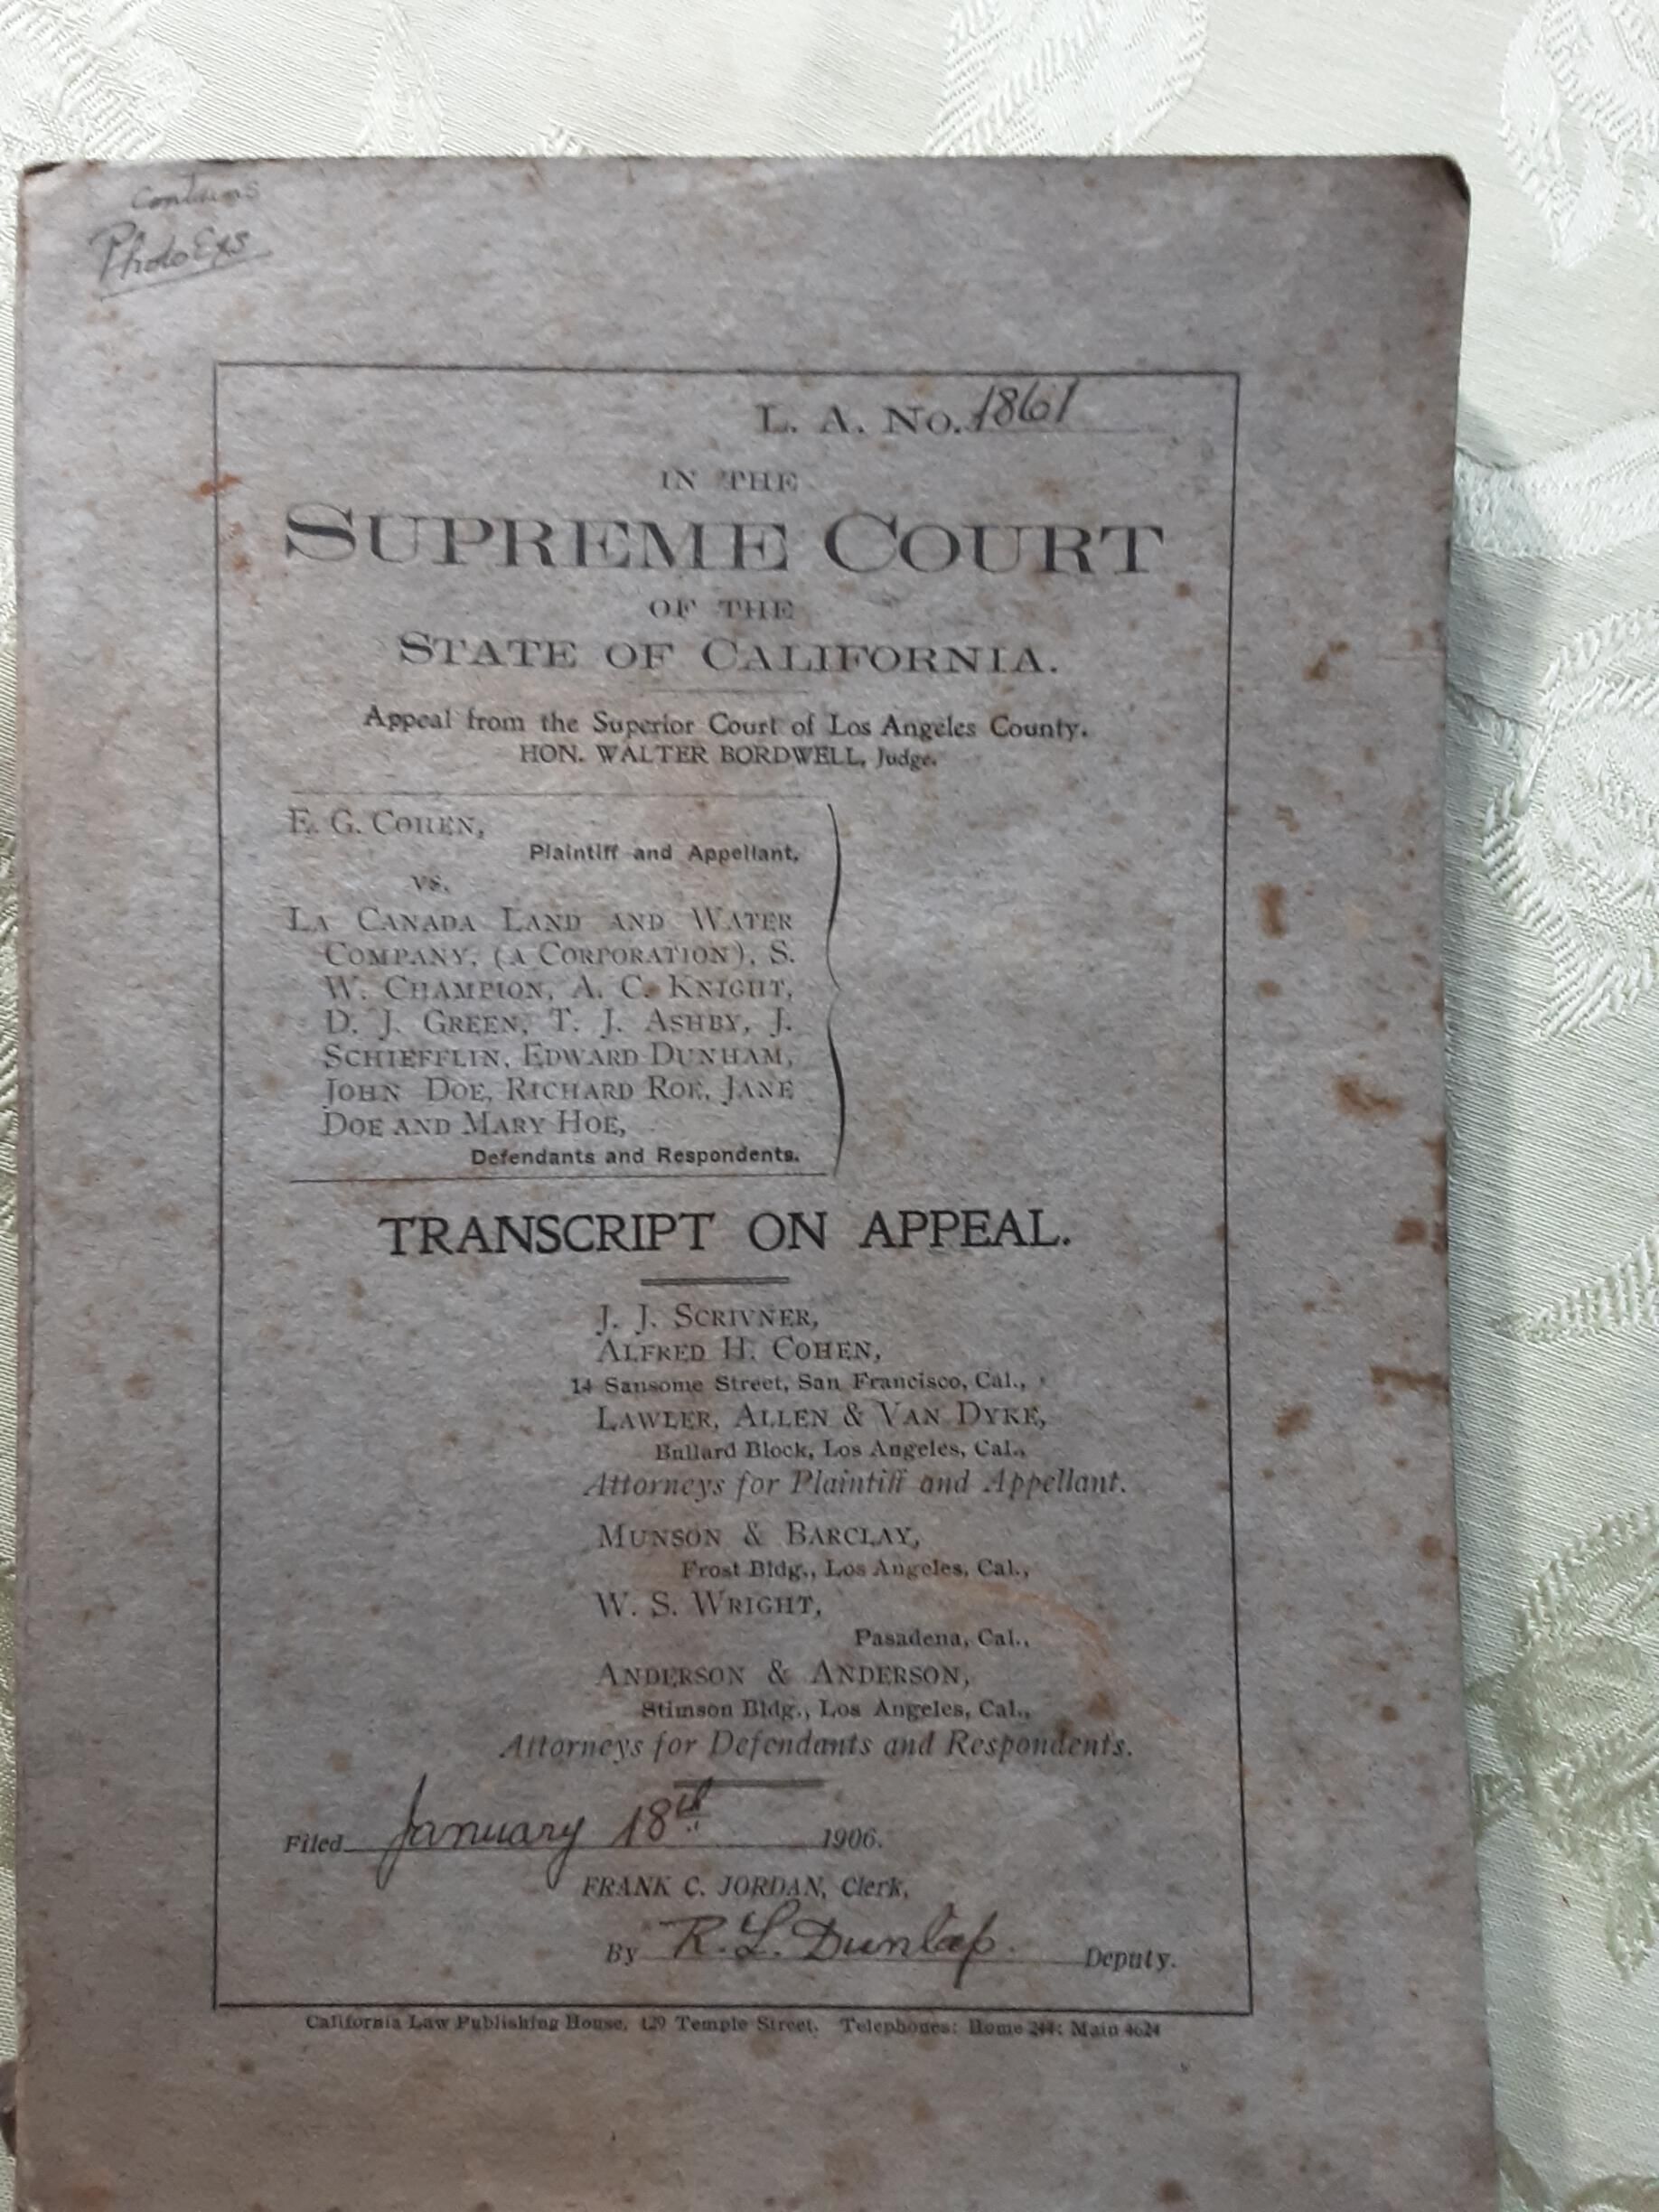 Contains
Photo Exs
L. A. No. 1861
IN THE
SUPREME COURT
OF THE
STATE OF CALIFORNIA.
Appeal from the Superior Court of Los Angeles County.
HON. WALTER BORDWELL, Judge.
E. G. COHEN,
Plaintiff and Appellant,
vs.
LA CANADA LAND AND WATER
COMPANY, (A CORPORATION), S.
W. CHAMPION, A. C. KNIGHT,
D. J. GREEN, T. J. ASHBY, J.
SCHIEFFLIN, EDWARD DUNHAM,
JOHN DOE, RICHARD ROE, JANE
DOE AND MARY HOE,
Defendants and Respondents.
TRANSCRIPT ON APPEAL.
J. J. SCRIVNER,
ALFRED H. COHEN,
14 Sansome Street, San Francisco, Cal.,
LAWLER, ALLEN & VAN DYKE,
Bullard Block, Los Angeles, Cal.,
Attorneys for Plaintiff and Appellant.
MUNSON & BARCLAY,
Frost Bldg., Los Angeles, Cal.,
W. S. WRIGHT,
Pasadena, Cal.,
ANDERSON & ANDERSON,
Stimson Bldg., Los Angeles, Cal.,
Attorneys for Defendants and Respondents.
Filed January 18th 1906.
FRANK C. JORDAN, Clerk,
By R. L. Dunlap. Deputy.
California Law Publishing House, 129 Temple Street. Telephones: Home 244; Main 4624